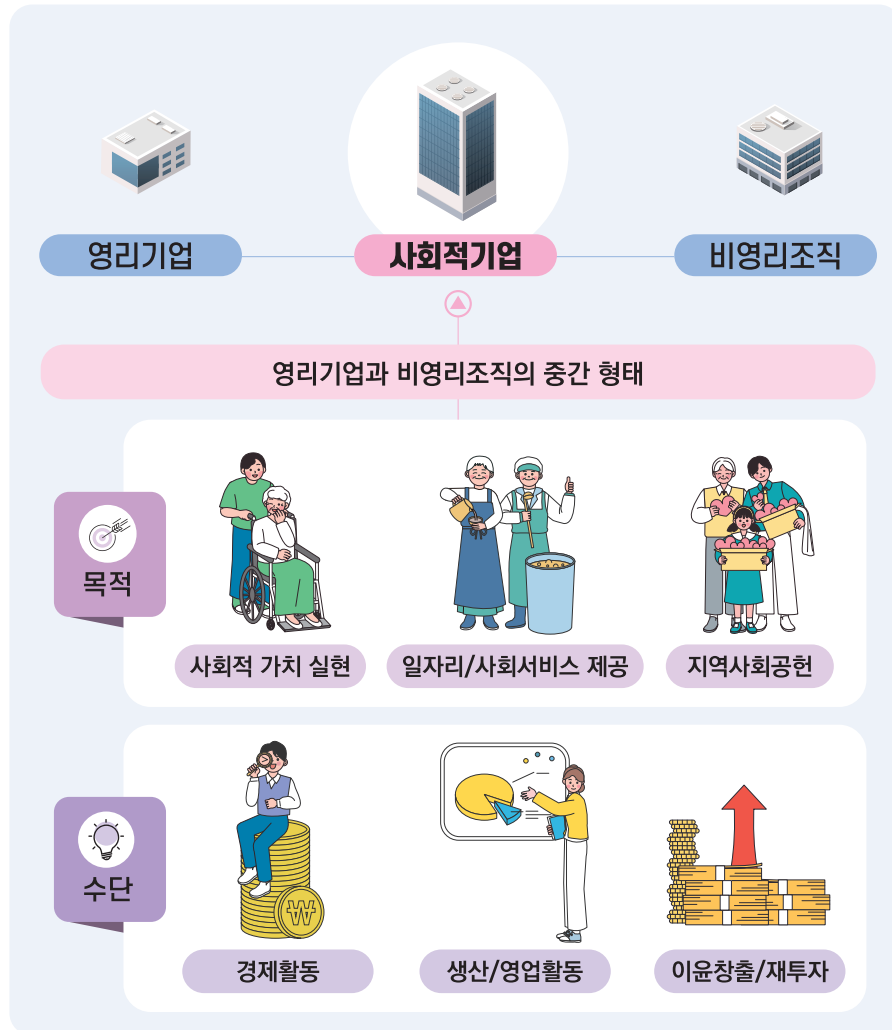 영리기업
사회적기업
비영리조직
영리기업과 비영리조직의 중간 형태
목적
사회적 가치 실현
일자리/사회서비스 제공
지역사회공헌
수단
₩
경제활동
생산/영업활동
이윤창출/재투자